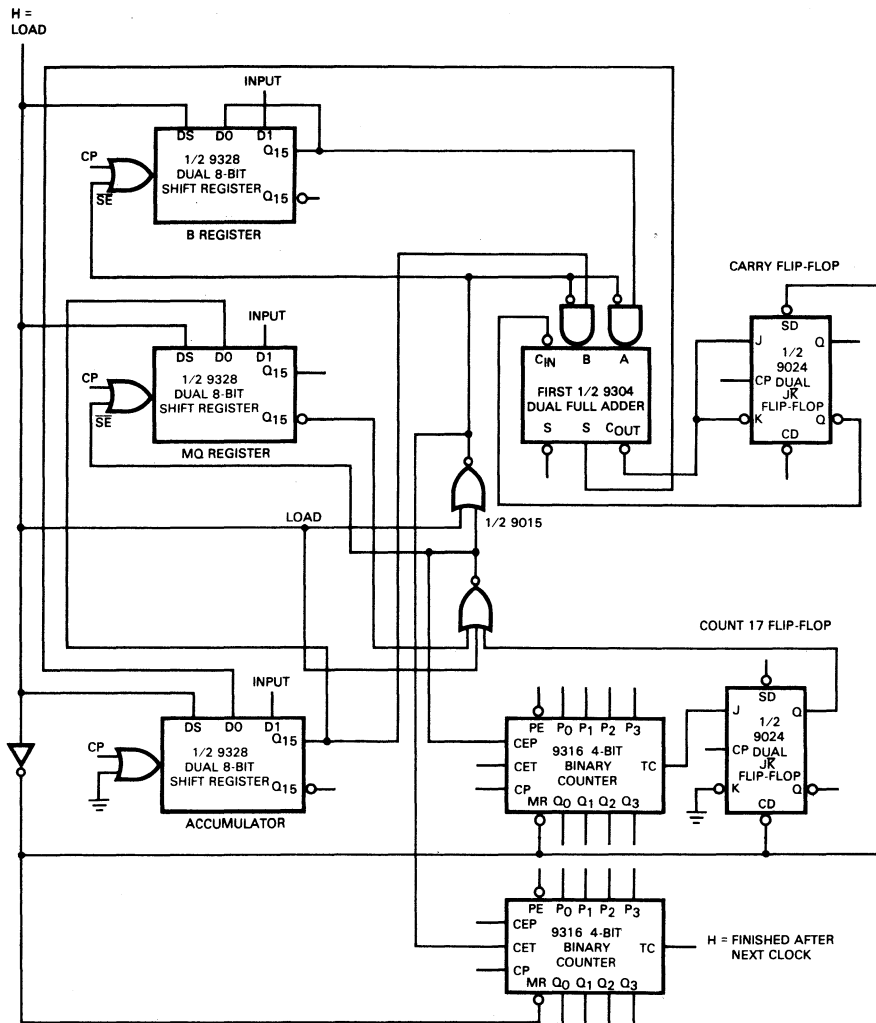 H =
LOAD
INPUT
DS D0 D1
Q15
CP
1/2 9328
DUAL 8-BIT
SHIFT REGISTER
Q15
SE
B REGISTER
CARRY FLIP-FLOP
INPUT
SD
DS D0 D1
J Q
CIN B A
1/2
9024
DUAL
JK
FLIP-FLOP
CP
K Q
CD
Q15
CP
1/2 9328
DUAL 8-BIT
SHIFT REGISTER
Q15
SE
MQ REGISTER
FIRST 1/2 9304
DUAL FULL ADDER
S S COUT
LOAD
1/2 9015
COUNT 17 FLIP-FLOP
INPUT
SD
DS D0 D1
PE P0 P1 P2 P3
J Q
Q15
CP
1/2 9328
DUAL 8-BIT
SHIFT REGISTER
Q15
ACCUMULATOR
CEP
CET
CP
9316 4-BIT
BINARY
COUNTER
TC
MR Q0 Q1 Q2 Q3
1/2
9024
DUAL
JK
FLIP-FLOP
CP
K Q
CD
PE P0 P1 P2 P3
CEP
CET
CP
9316 4-BIT
BINARY
COUNTER
TC
MR Q0 Q1 Q2 Q3
H = FINISHED AFTER
NEXT CLOCK